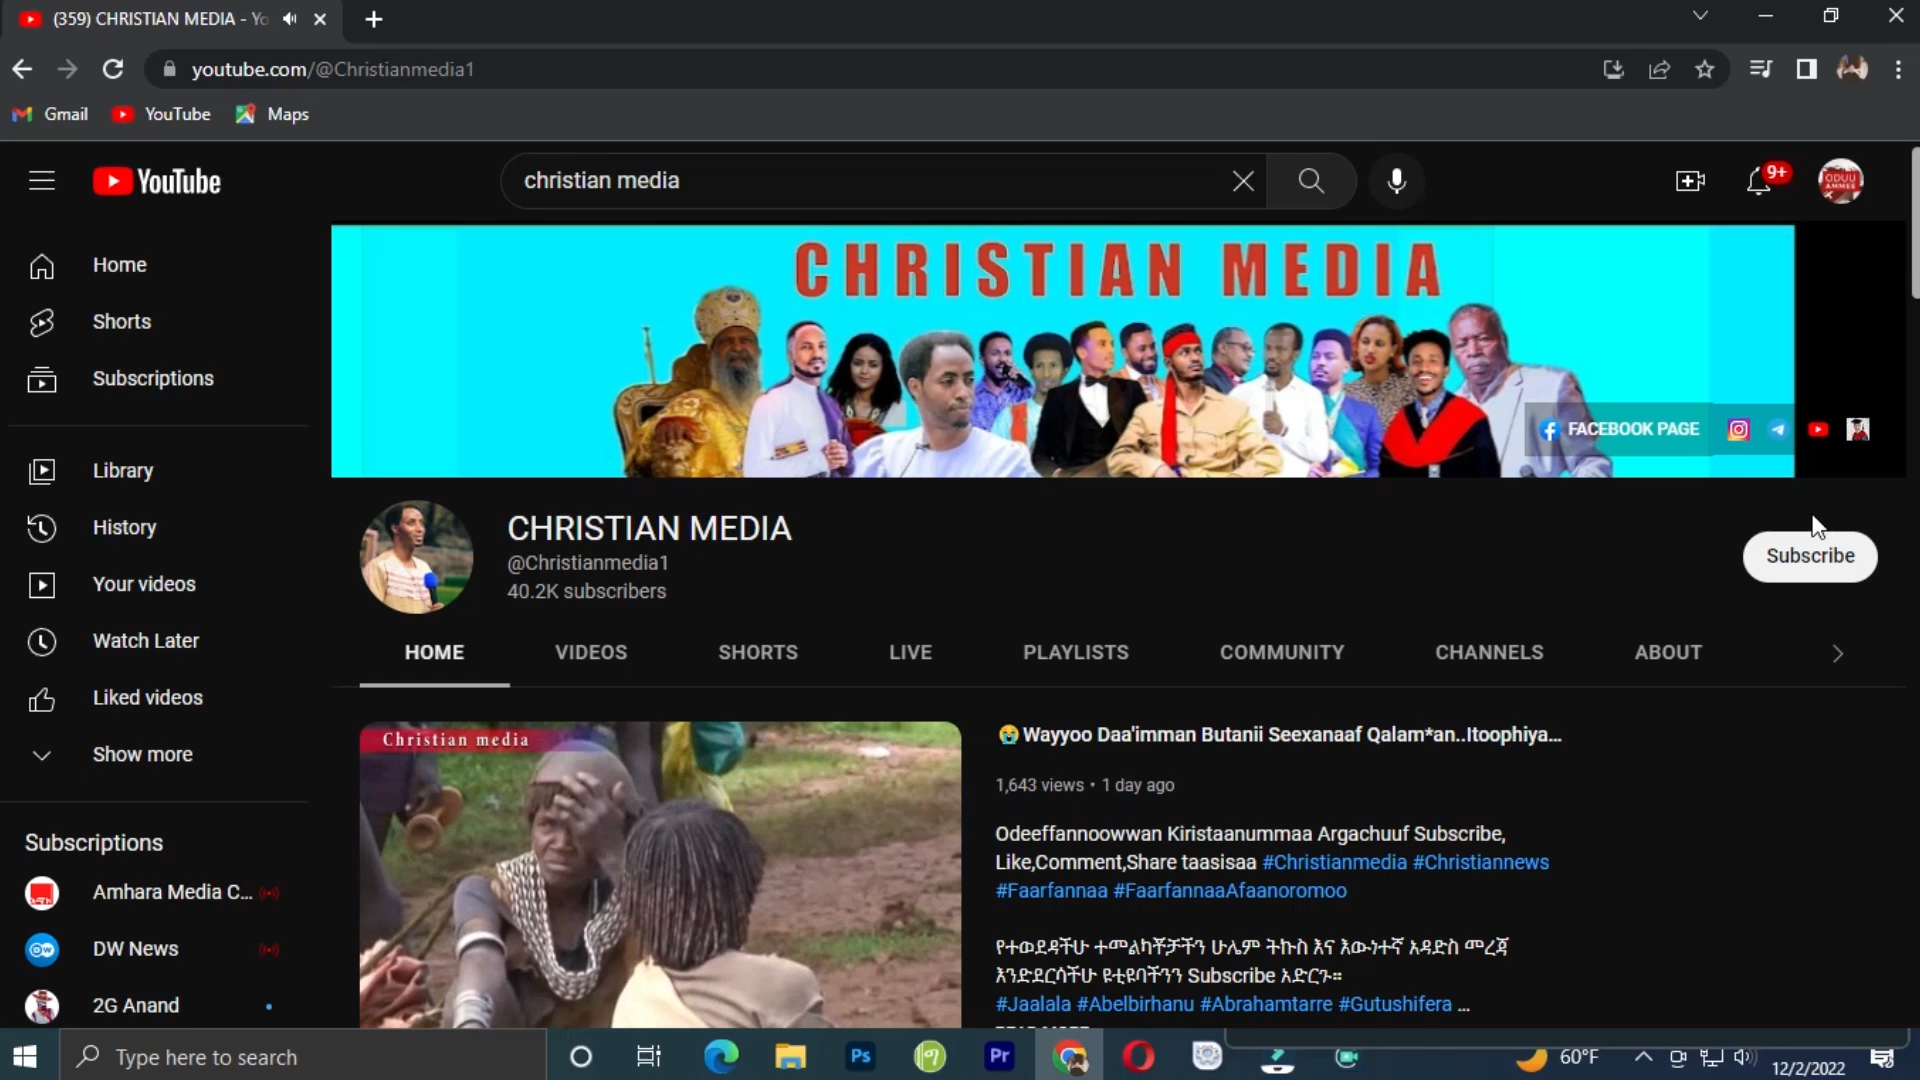 (359) CHRISTIAN MEDIA - Yo
youtube.com/@Christianmedia1
Gmail
YouTube
Maps
YouTube
christian media
9+
ODUU
AMMEE
Home
Shorts
Subscriptions
Library
History
Your videos
Watch Later
Liked videos
Show more
Subscriptions
Amhara Media C...
DW News
2G Anand
CHRISTIAN MEDIA
FACEBOOK PAGE
CHRISTIAN MEDIA
@Christianmedia1
40.2K subscribers
Subscribe
HOME
VIDEOS
SHORTS
LIVE
PLAYLISTS
COMMUNITY
CHANNELS
ABOUT
Christian media
😭Wayyoo Daa'imman Butanii Seexanaaf Qalam*an..Itoophiya...
1,643 views • 1 day ago
Odeeffannoowwan Kiristaanummaa Argachuuf Subscribe,
Like,Comment,Share taasisaa #Christianmedia #Christiannews
#Faarfannaa #FaarfannaaAfaanoromoo
የተወደዳችሁ ተመልካቾቻችን ሁሌም ትኩስ እና እውነተኛ አዳድስ መረጃ
እንድደርሳችሁ ዩቲዩባችንን Subscribe አድርጉ።
#Jaalala #Abelbirhanu #Abrahamtarre #Gutushifera ...
Type here to search
Ps
Pr
60°F
12/2/2022